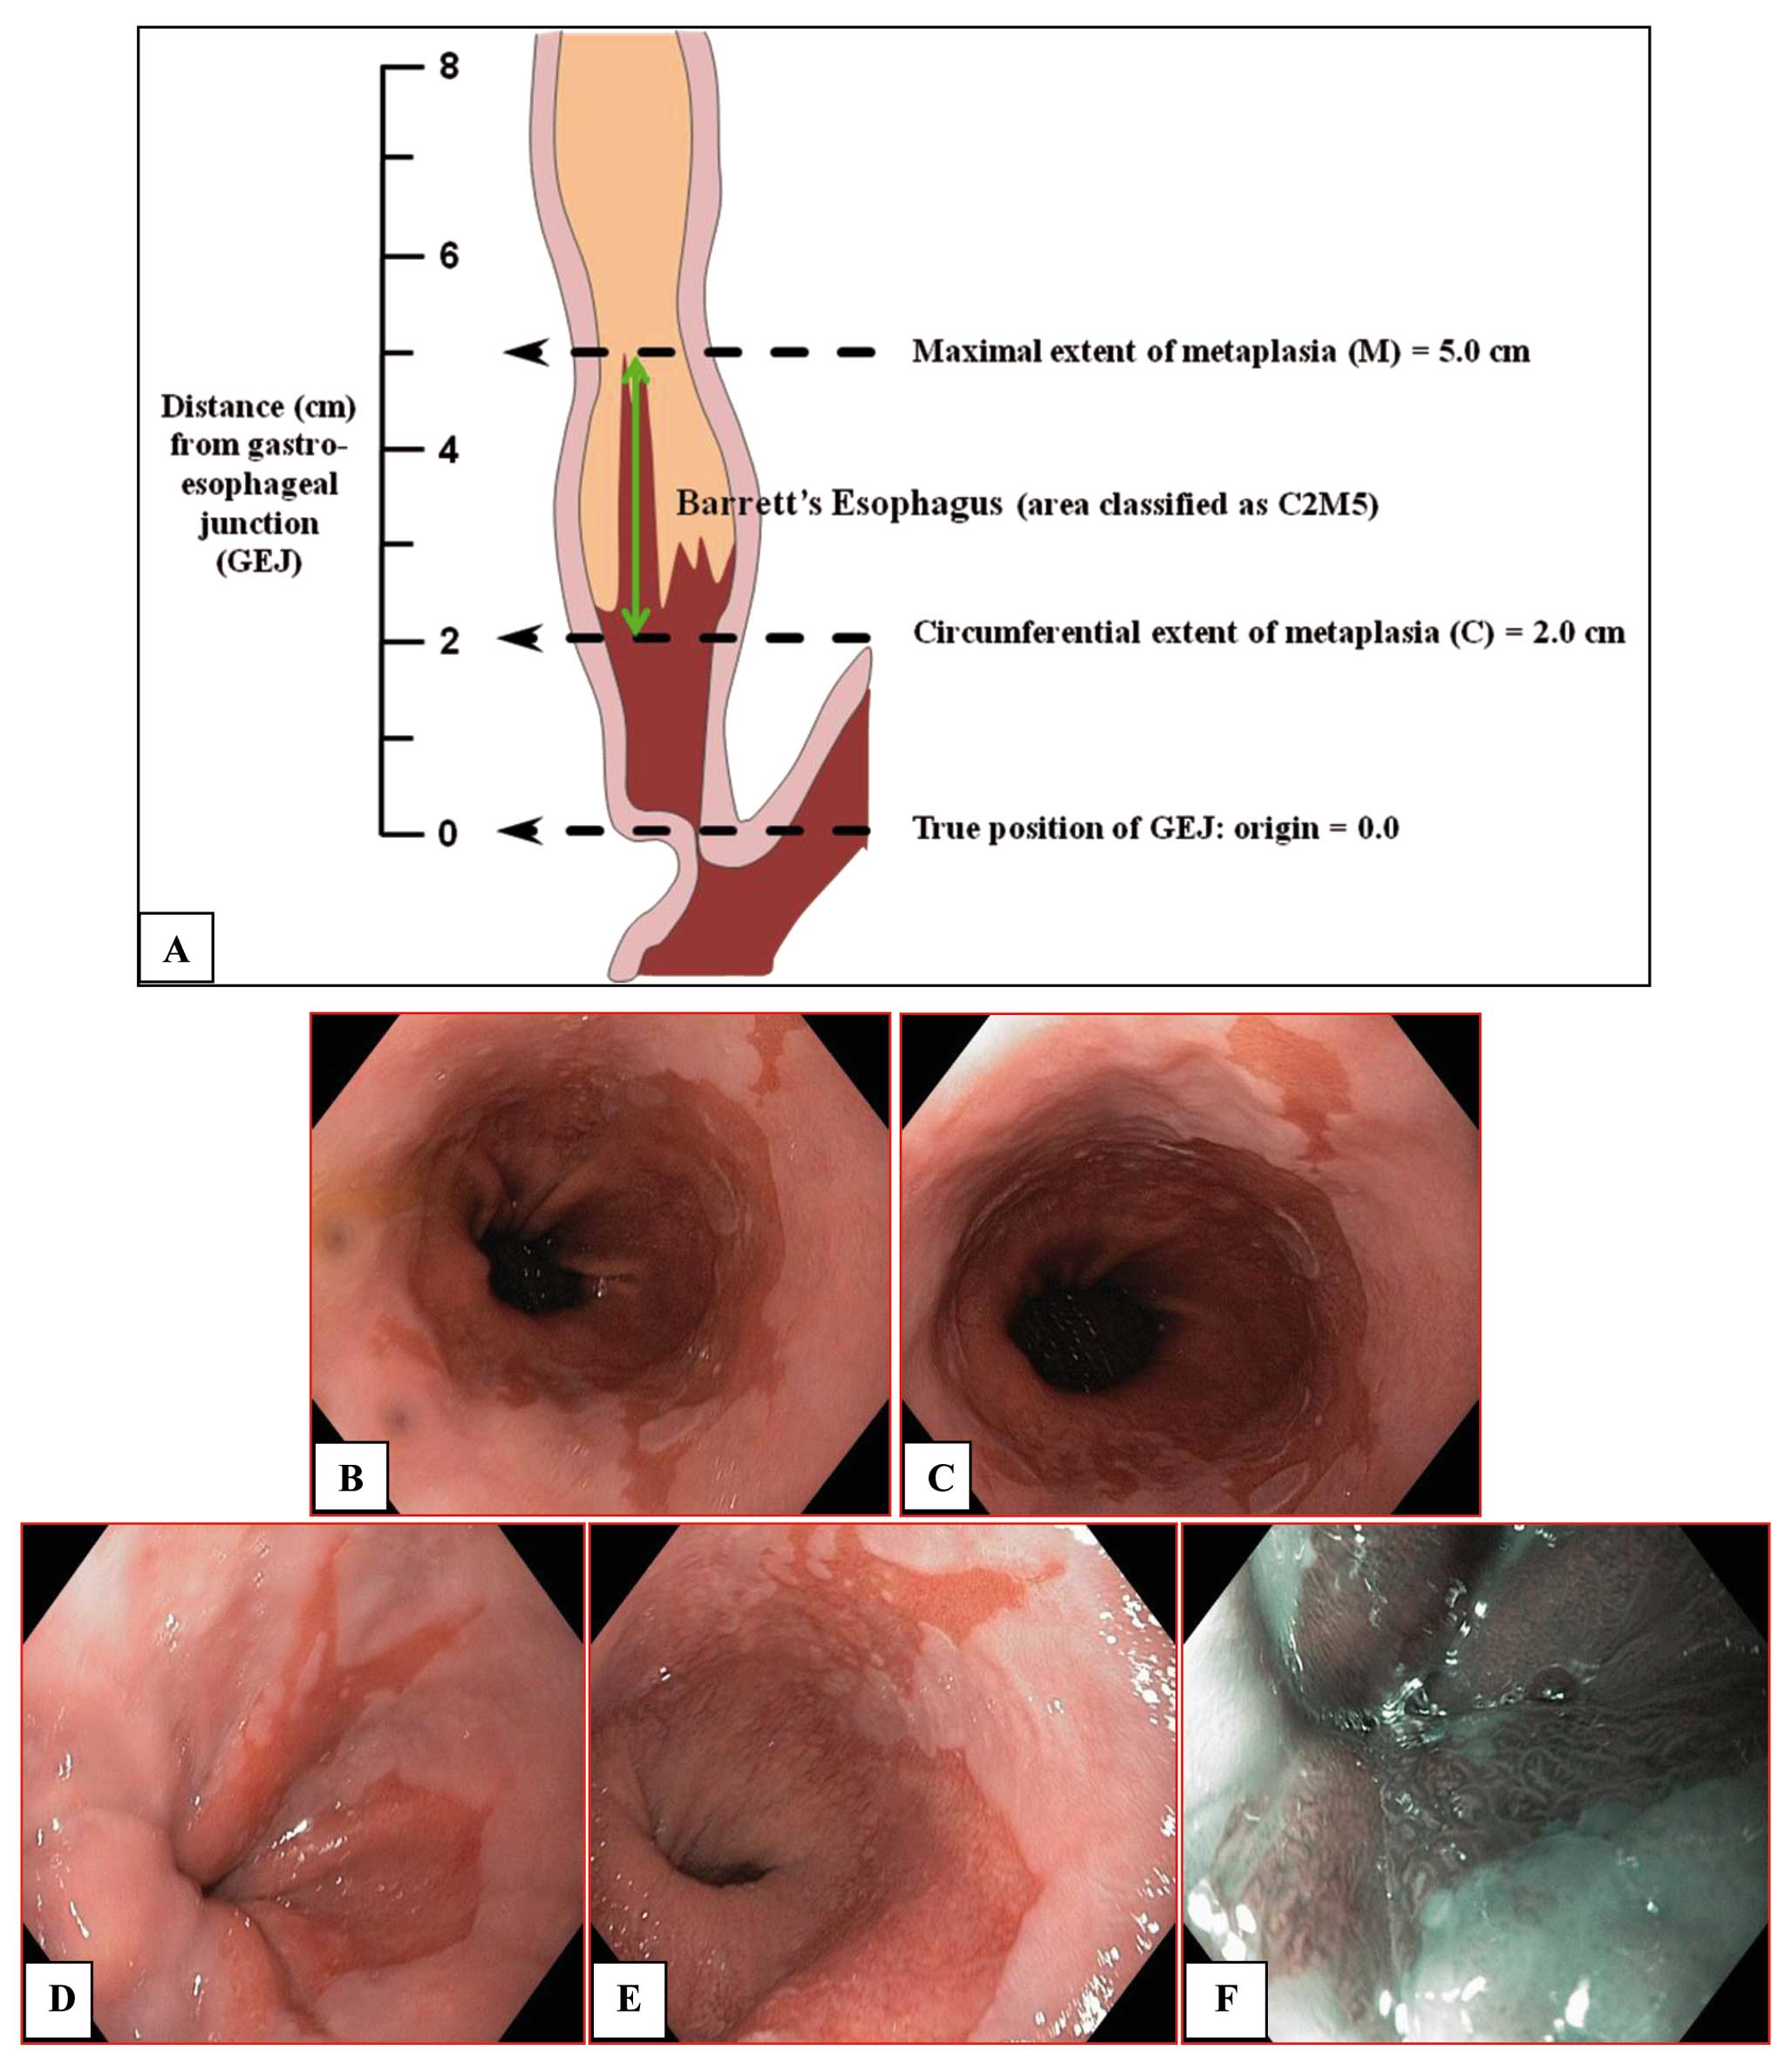 8
6
Maximal extent of metaplasia (M) = 5.0 cm
Distance (cm)
from gastro-
esophageal
junction
(GEJ)
4
Barrett's Esophagus (area classified as C2M5)
2
Circumferential extent of metaplasia (C) = 2.0 cm
0
True position of GEJ: origin = 0.0
A
B
C
D
E
F